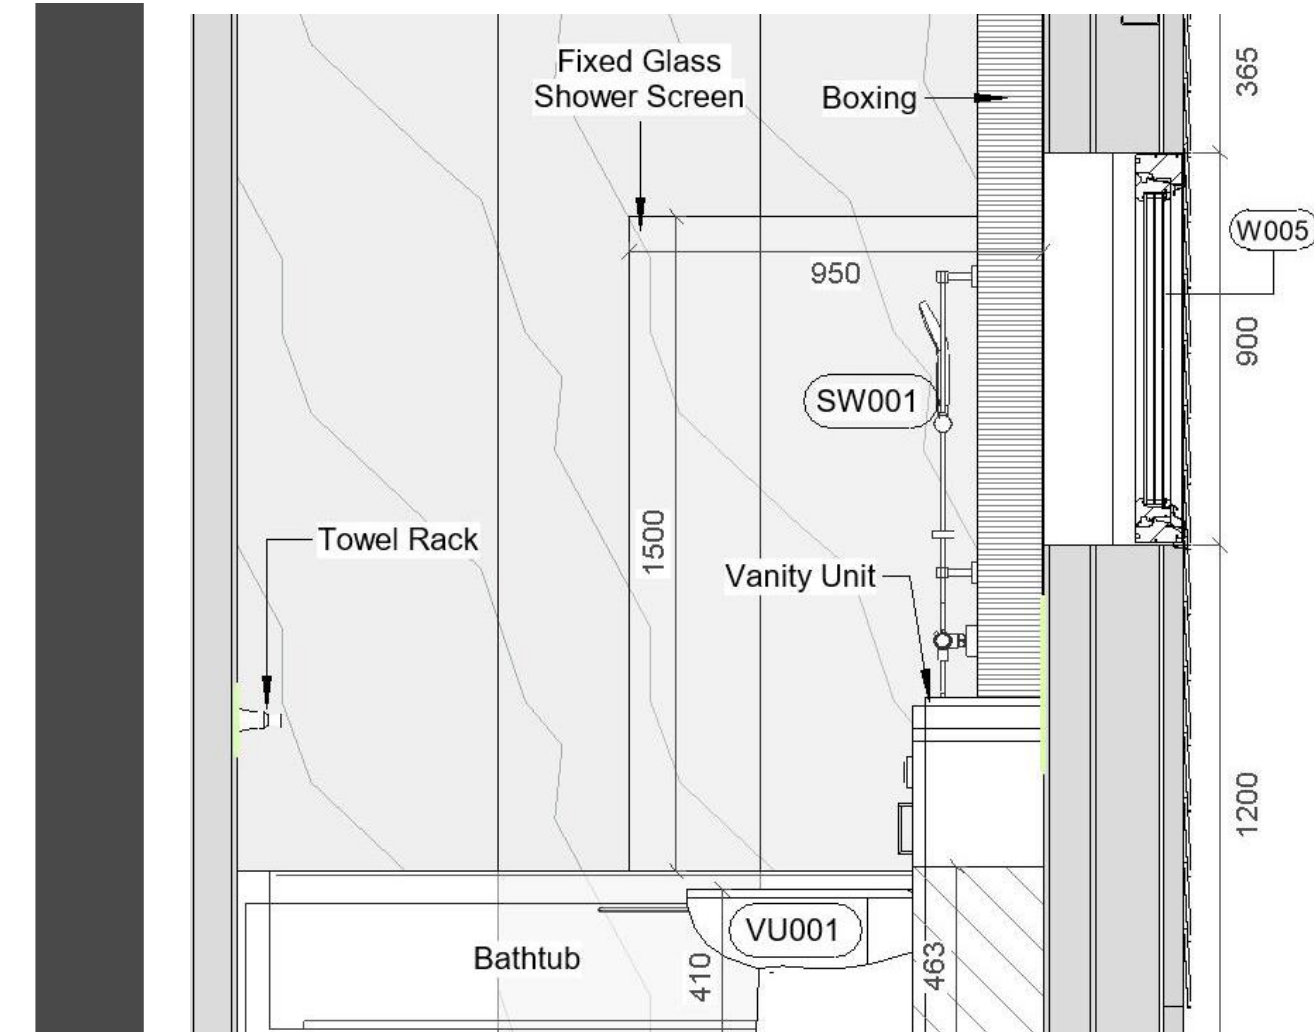 Fixed Glass
Shower Screen
Boxing
365
W005
950
900
SW001
1500
Towel Rack
Vanity Unit
1200
VU001
Bathtub
410
463